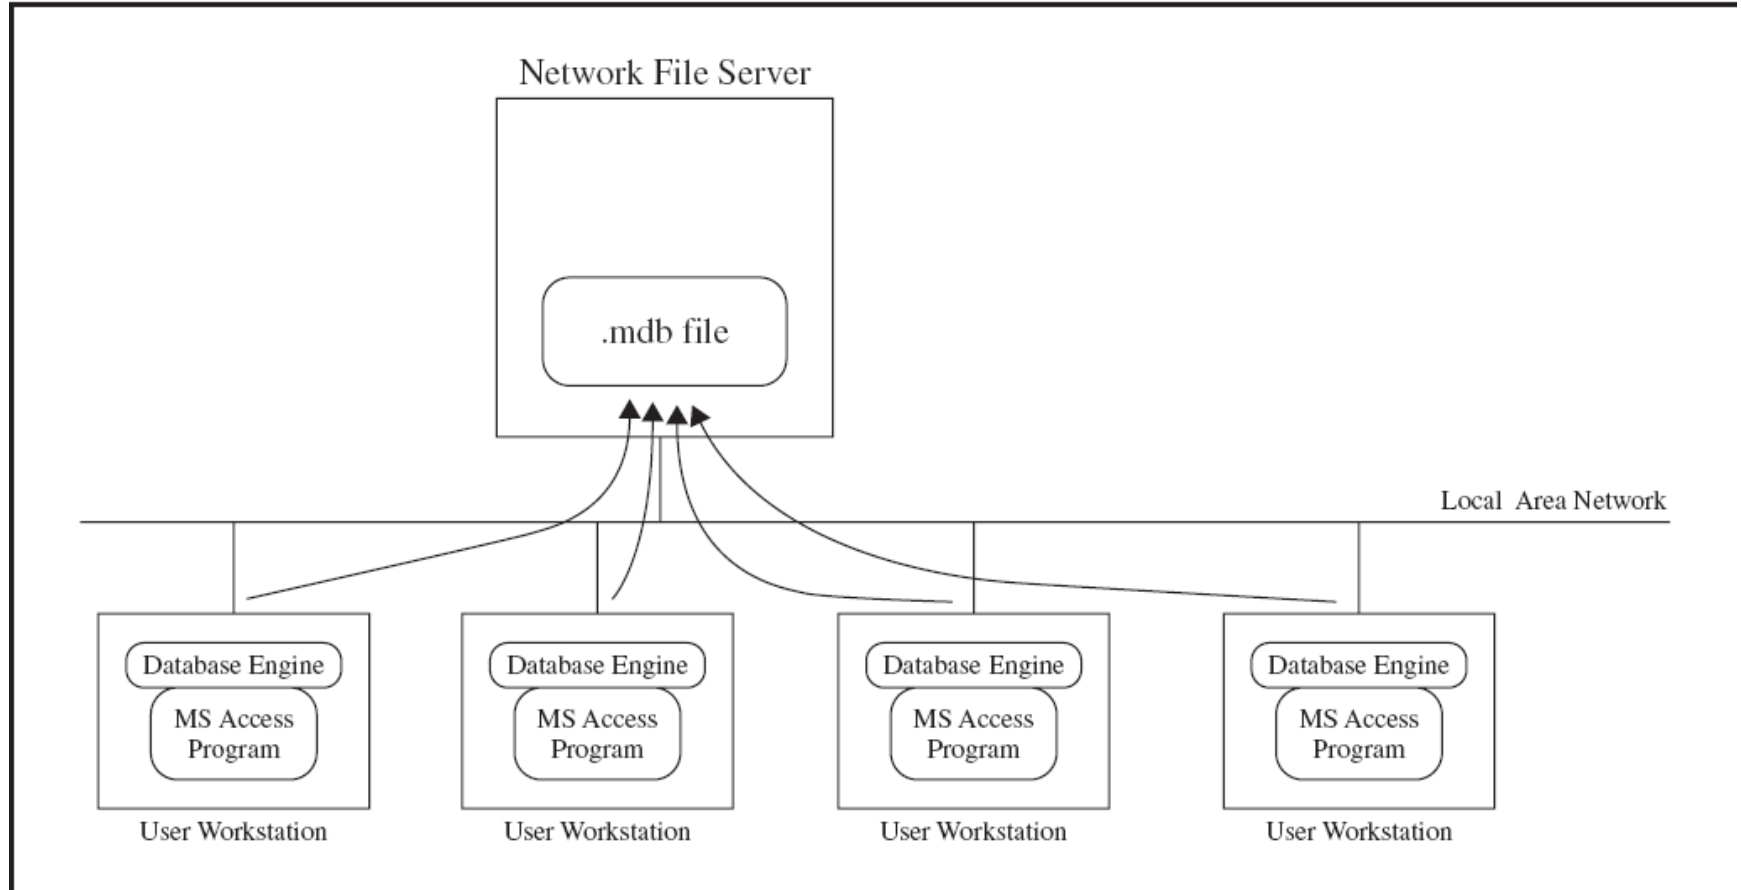 Network File Server
.mdb file
Local Area Network
Database Engine
MS Access
Program
User Workstation
Database Engine
MS Access
Program
User Workstation
Database Engine
MS Access
Program
User Workstation
Database Engine
MS Access
Program
User Workstation